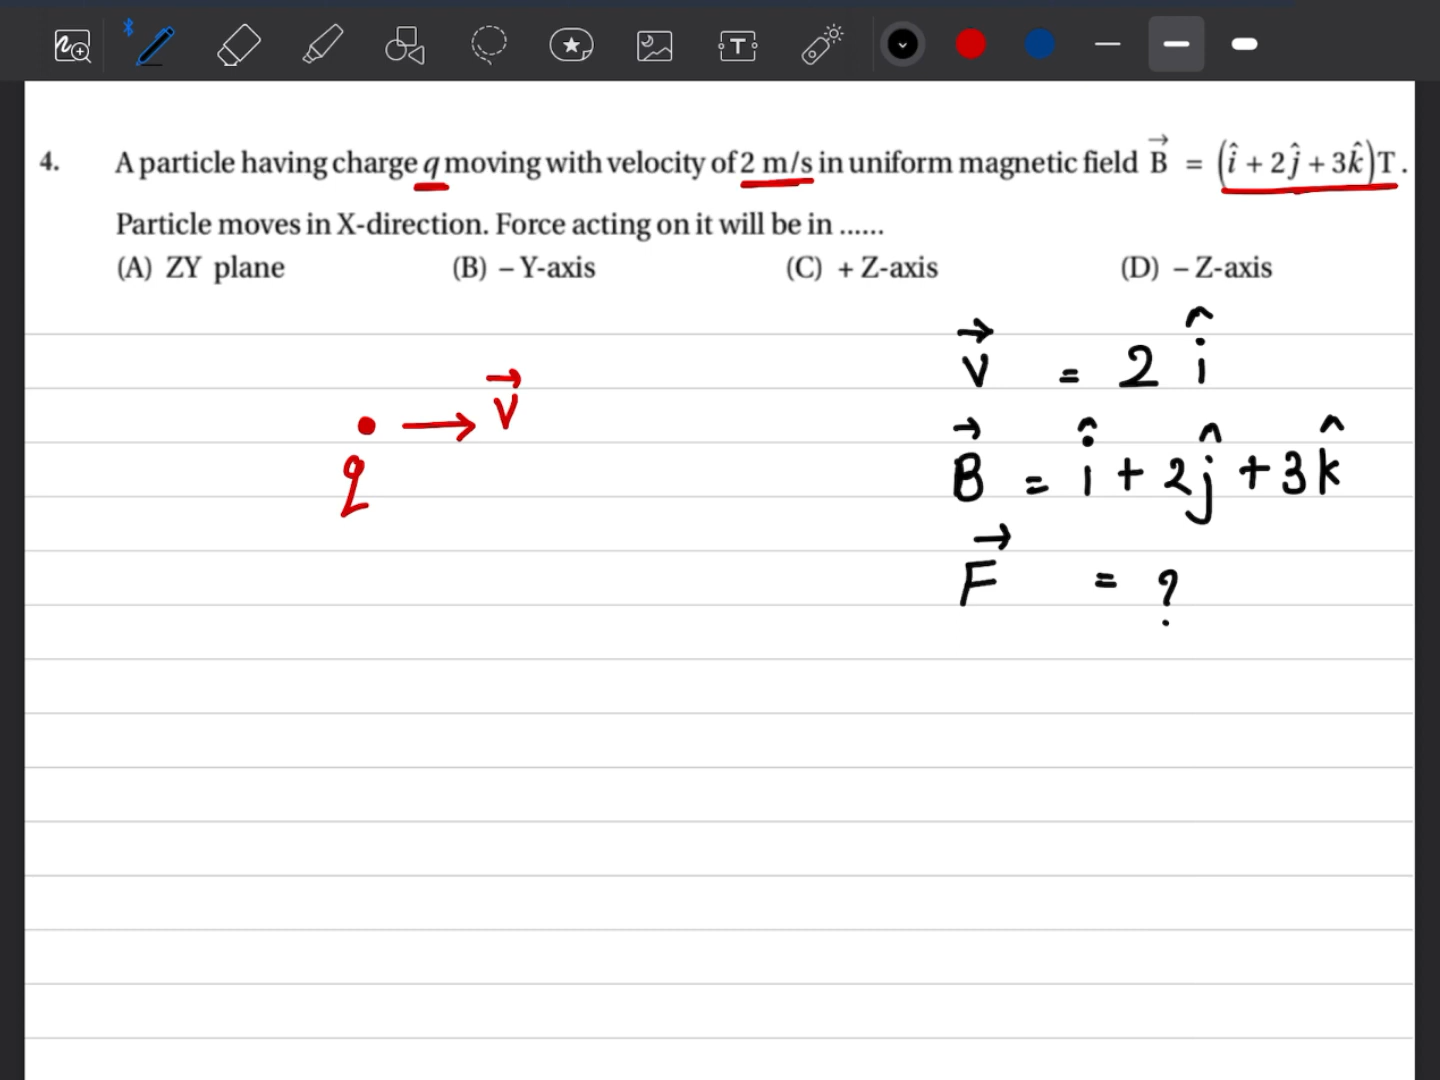 4. A particle having charge q moving with velocity of 2 m/s in uniform magnetic field B⃗ = (î + 2ĵ + 3k̂)T.
Particle moves in X-direction. Force acting on it will be in ......
(A) ZY plane (B) – Y-axis (C) + Z-axis (D) – Z-axis
v⃗ = 2 î
v⃗
B⃗ = î + 2ĵ + 3k̂
q
F⃗ = ?